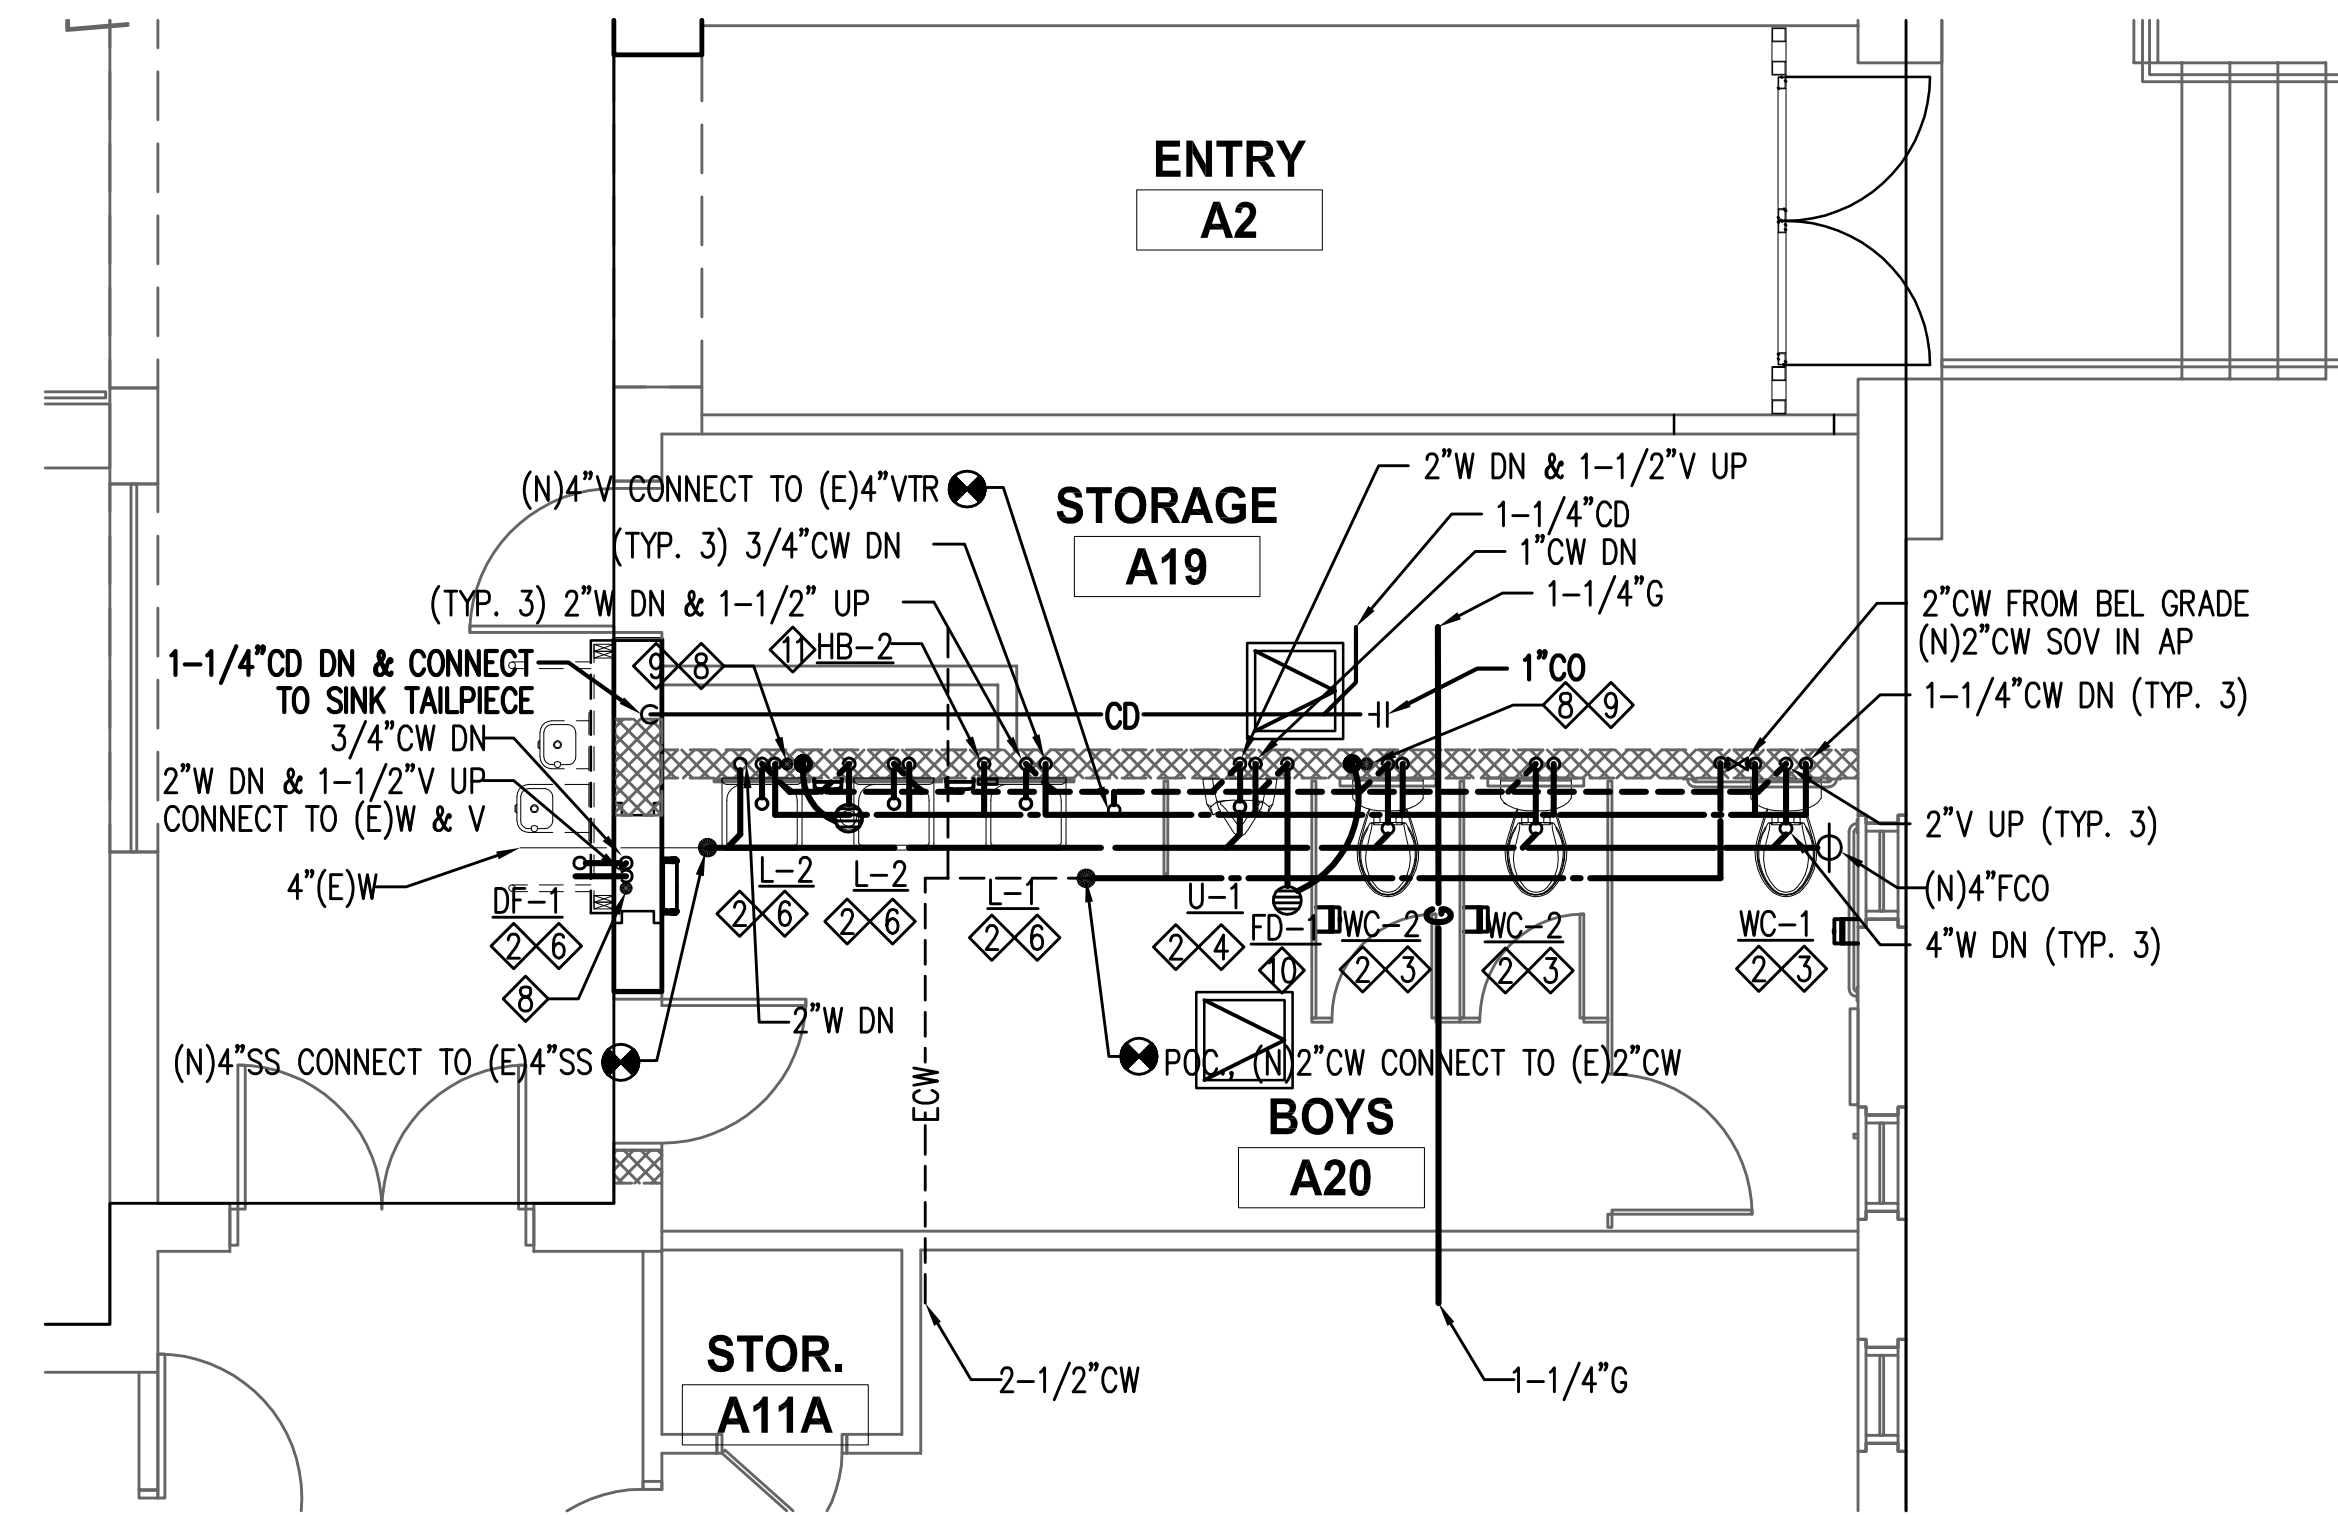 ENTRY
A2
2"W DN & 1-1/2"V UP
(N)4"V CONNECT TO (E)4"VTR
STORAGE
A19
1-1/4"CD
(TYP. 3) 3/4"CW DN
1"CW DN
1-1/4"G
(TYP. 3) 2"W DN & 1-1/2" UP
2"CW FROM BEL GRADE
(N)2"CW SOV IN AP
11
HB-2
9
8
1-1/4"CD DN & CONNECT
TO SINK TAILPIECE
1"CO
8
9
1-1/4"CW DN (TYP. 3)
CD
3/4"CW DN
2"W DN & 1-1/2"V UP
CONNECT TO (E)W & V
2"V UP (TYP. 3)
4"(E)W
(N)4"FCO
DF-1
2
6
8
L-2
2
6
L-2
2
6
L-1
2
6
U-1
2
4
FD-1
10
WC-2
2
3
WC-2
2
3
WC-1
2
3
4"W DN (TYP. 3)
2"W DN
(N)4"SS CONNECT TO (E)4"SS
POC., (N)2"CW CONNECT TO (E)2"CW
ECW
BOYS
A20
STOR.
A11A
2-1/2"CW
1-1/4"G
G